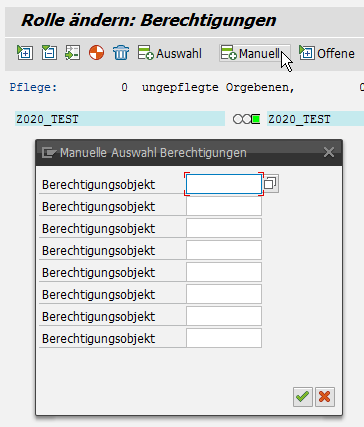 Rolle ändern: Berechtigungen
Auswahl Manuell Offene
Pflege: 0 ungepflegte Orgebenen, 0
Z020_TEST Z020_TEST
Manuelle Auswahl Berechtigungen
Berechtigungsobjekt
Berechtigungsobjekt
Berechtigungsobjekt
Berechtigungsobjekt
Berechtigungsobjekt
Berechtigungsobjekt
Berechtigungsobjekt
Berechtigungsobjekt